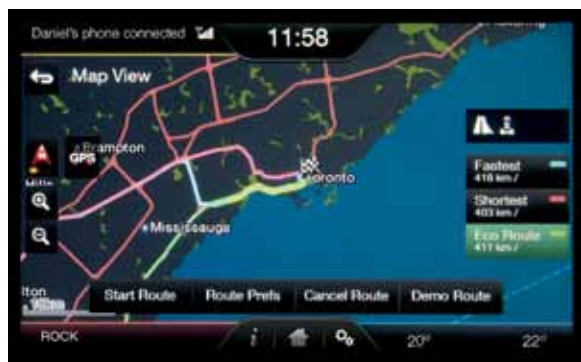 Daniel's phone connected
11:58
Map View
Brampton
GPS
Toronto
Mississauga
Fastest
416 km /
Shortest
403 km /
Eco Route
411 km /
Start Route
Route Prefs
Cancel Route
Demo Route
ROCK
i
20°
22°